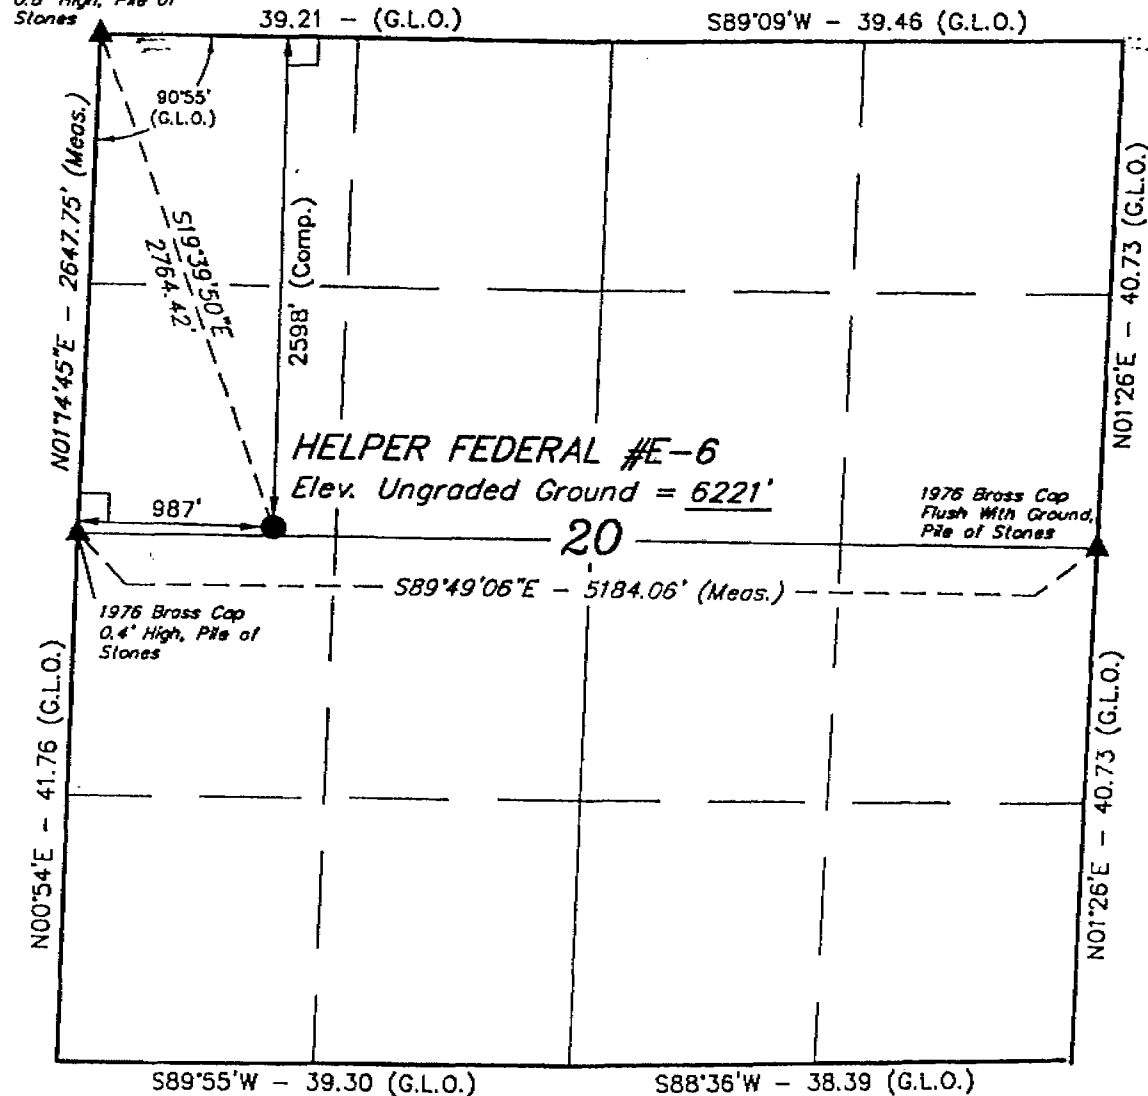 Stones
39.21 - (G.L.O.)
S89°09'W - 39.46 (G.L.O.)
90°55'
(G.L.O.)
N01°14'45"E - 2647.75' (Meas.)
S19°39'50"E
2764.42'
2598' (Comp.)
N01°26'E - 40.73 (G.L.O.)
HELPER FEDERAL #E-6
Elev. Ungraded Ground = 6221'
987'
20
1976 Brass Cap
Flush With Ground,
Pile of Stones
S89°49'06"E - 5184.06' (Meas.)
1976 Brass Cap
0.4' High, Pile of
Stones
N00°54'E - 41.76 (G.L.O.)
N01°26'E - 40.73 (G.L.O.)
S89°55'W - 39.30 (G.L.O.)
S88°36'W - 38.39 (G.L.O.)